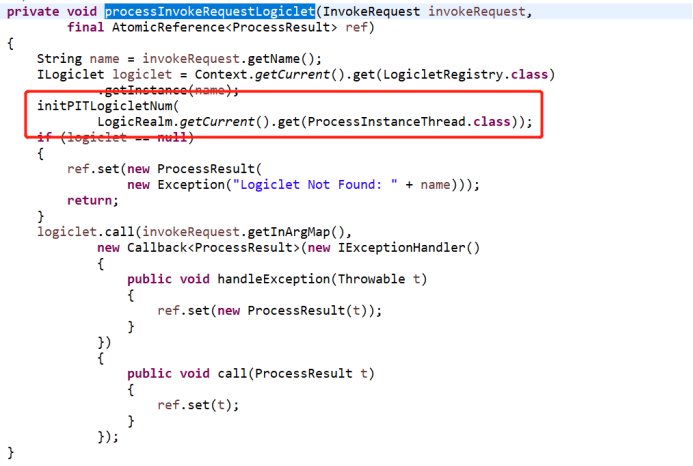 private void processInvokeRequestLogiclet(InvokeRequest invokeRequest,
        final AtomicReference<ProcessResult> ref)
{
    String name = invokeRequest.getName();
    ILogiclet logiclet = Context.getCurrent().get(LogicletRegistry.class)
            .getInstance(name);
    initPITLogicletNum(
            LogicRealm.getCurrent().get(ProcessInstanceThread.class));
    if (logiclet == null)
    {
        ref.set(new ProcessResult(
                new Exception("Logiclet Not Found: " + name)));
        return;
    }
    logiclet.call(invokeRequest.getInArgMap(),
            new Callback<ProcessResult>(new IExceptionHandler()
            {
                public void handleException(Throwable t)
                {
                    ref.set(new ProcessResult(t));
                }
            })
            {
                public void call(ProcessResult t)
                {
                    ref.set(t);
                }
            });
}